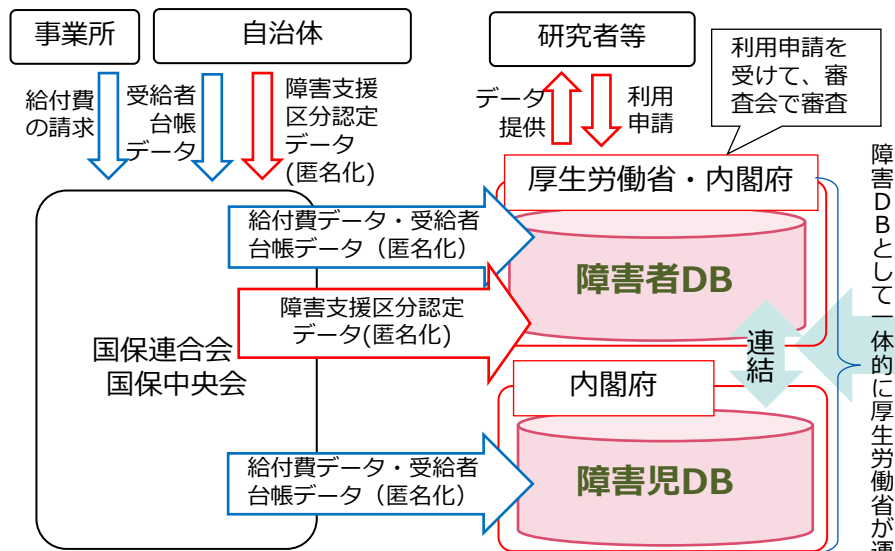 事業所
自治体
研究者等
利用申請を
受けて、審
査会で審査
給付費
の請求
受給者
台帳
データ
障害支援
区分認定
データ
(匿名化)
データ
提供
利用
申請
厚生労働省・内閣府
給付費データ・受給者
台帳データ（匿名化）
障害者DB
障害支援区分認定
データ(匿名化)
国保連合会
国保中央会
連結
内閣府
給付費データ・受給者
台帳データ（匿名化）
障害児DB
障害DBとして一体的に厚生労働省が運